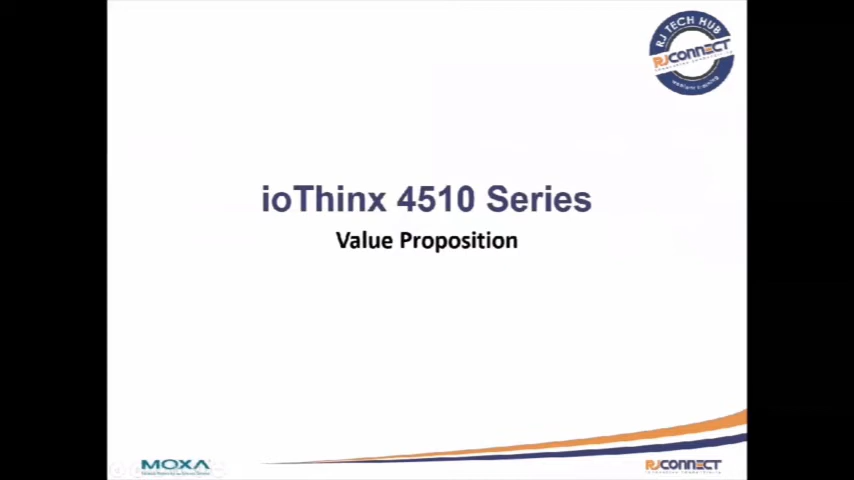 RJ TECH HUB
RJCONNECT
ioThinx 4510 Series
Value Proposition
MOXA
RJCONNECT